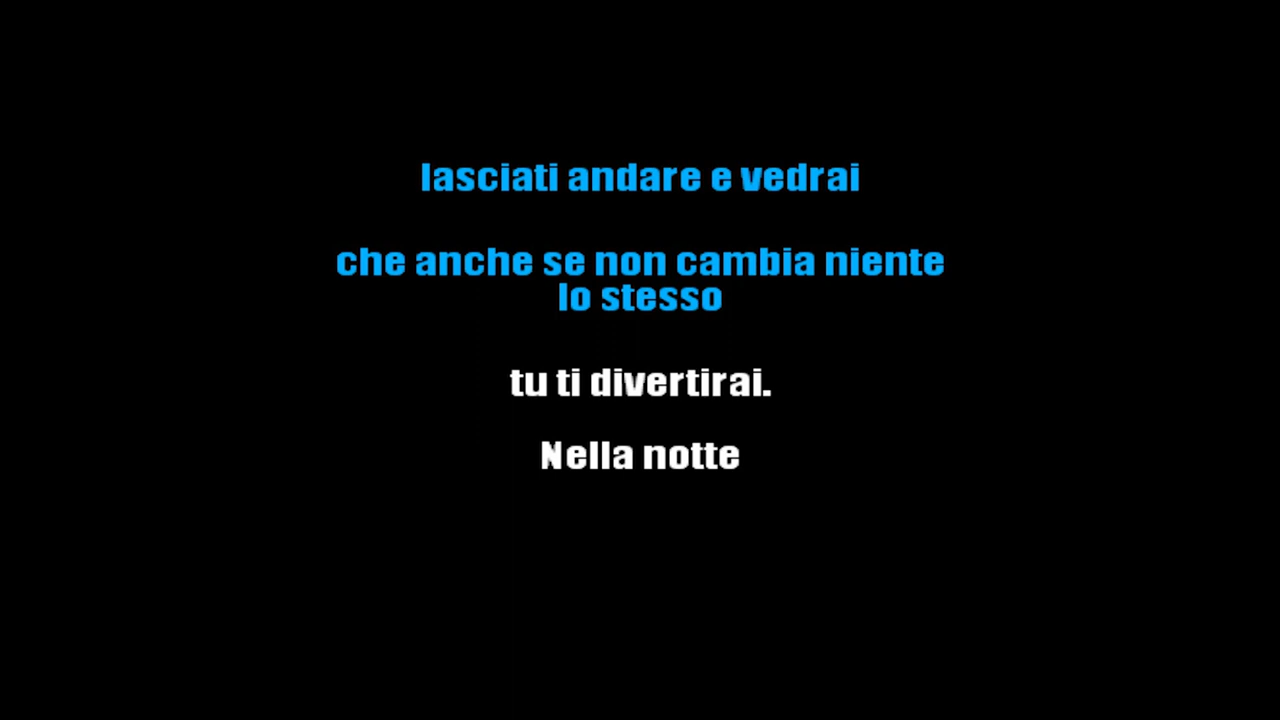 lasciati andare e vedrai
che anche se non cambia niente
lo stesso
tu ti divertirai.
Nella notte